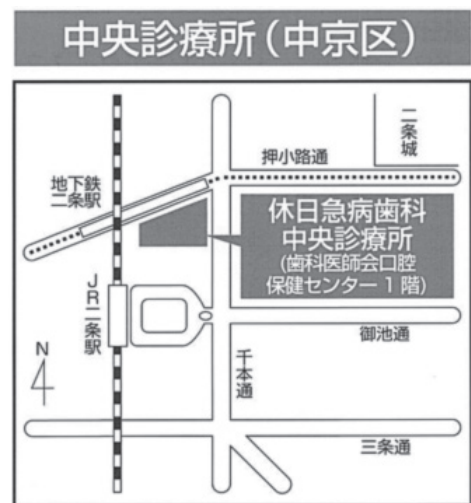 中央診療所（中京区）
二条城
押小路通
地下鉄
二条駅
休日急病歯科
中央診療所
(歯科医師会口腔
保健センター1階)
JR二条駅
御池通
N
千本通
三条通